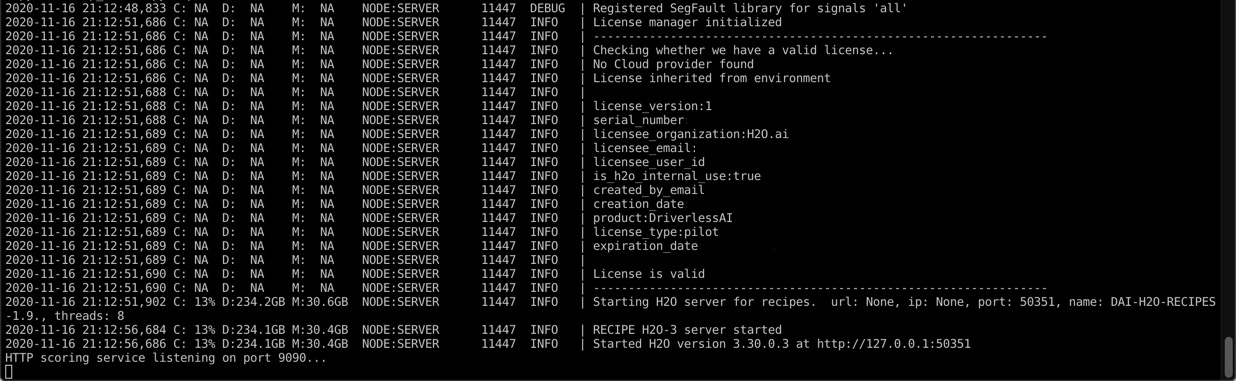 2020-11-16 21:12:48,833 C: NA D: NA M: NA NODE:SERVER 11447 DEBUG | Registered SegFault library for signals 'all'
2020-11-16 21:12:51,686 C: NA D: NA M: NA NODE:SERVER 11447 INFO | License manager initialized
2020-11-16 21:12:51,686 C: NA D: NA M: NA NODE:SERVER 11447 INFO | -----------------------------------------------------------------
2020-11-16 21:12:51,686 C: NA D: NA M: NA NODE:SERVER 11447 INFO | Checking whether we have a valid license...
2020-11-16 21:12:51,686 C: NA D: NA M: NA NODE:SERVER 11447 INFO | No Cloud provider found
2020-11-16 21:12:51,686 C: NA D: NA M: NA NODE:SERVER 11447 INFO | License inherited from environment
2020-11-16 21:12:51,688 C: NA D: NA M: NA NODE:SERVER 11447 INFO |
2020-11-16 21:12:51,688 C: NA D: NA M: NA NODE:SERVER 11447 INFO | license_version:1
2020-11-16 21:12:51,688 C: NA D: NA M: NA NODE:SERVER 11447 INFO | serial_number
2020-11-16 21:12:51,689 C: NA D: NA M: NA NODE:SERVER 11447 INFO | licensee_organization:H2O.ai
2020-11-16 21:12:51,689 C: NA D: NA M: NA NODE:SERVER 11447 INFO | licensee_email:
2020-11-16 21:12:51,689 C: NA D: NA M: NA NODE:SERVER 11447 INFO | licensee_user_id
2020-11-16 21:12:51,689 C: NA D: NA M: NA NODE:SERVER 11447 INFO | is_h2o_internal_use:true
2020-11-16 21:12:51,689 C: NA D: NA M: NA NODE:SERVER 11447 INFO | created_by_email
2020-11-16 21:12:51,689 C: NA D: NA M: NA NODE:SERVER 11447 INFO | creation_date
2020-11-16 21:12:51,689 C: NA D: NA M: NA NODE:SERVER 11447 INFO | product:DriverlessAI
2020-11-16 21:12:51,689 C: NA D: NA M: NA NODE:SERVER 11447 INFO | license_type:pilot
2020-11-16 21:12:51,689 C: NA D: NA M: NA NODE:SERVER 11447 INFO | expiration_date
2020-11-16 21:12:51,689 C: NA D: NA M: NA NODE:SERVER 11447 INFO |
2020-11-16 21:12:51,690 C: NA D: NA M: NA NODE:SERVER 11447 INFO | License is valid
2020-11-16 21:12:51,690 C: NA D: NA M: NA NODE:SERVER 11447 INFO | -----------------------------------------------------------------
2020-11-16 21:12:51,902 C: 13% D:234.2GB M:30.6GB NODE:SERVER 11447 INFO | Starting H2O server for recipes. url: None, ip: None, port: 50351, name: DAI-H2O-RECIPES
-1.9., threads: 8
2020-11-16 21:12:56,684 C: 13% D:234.1GB M:30.4GB NODE:SERVER 11447 INFO | RECIPE H2O-3 server started
2020-11-16 21:12:56,686 C: 13% D:234.1GB M:30.4GB NODE:SERVER 11447 INFO | Started H2O version 3.30.0.3 at http://127.0.0.1:50351
HTTP scoring service listening on port 9090...